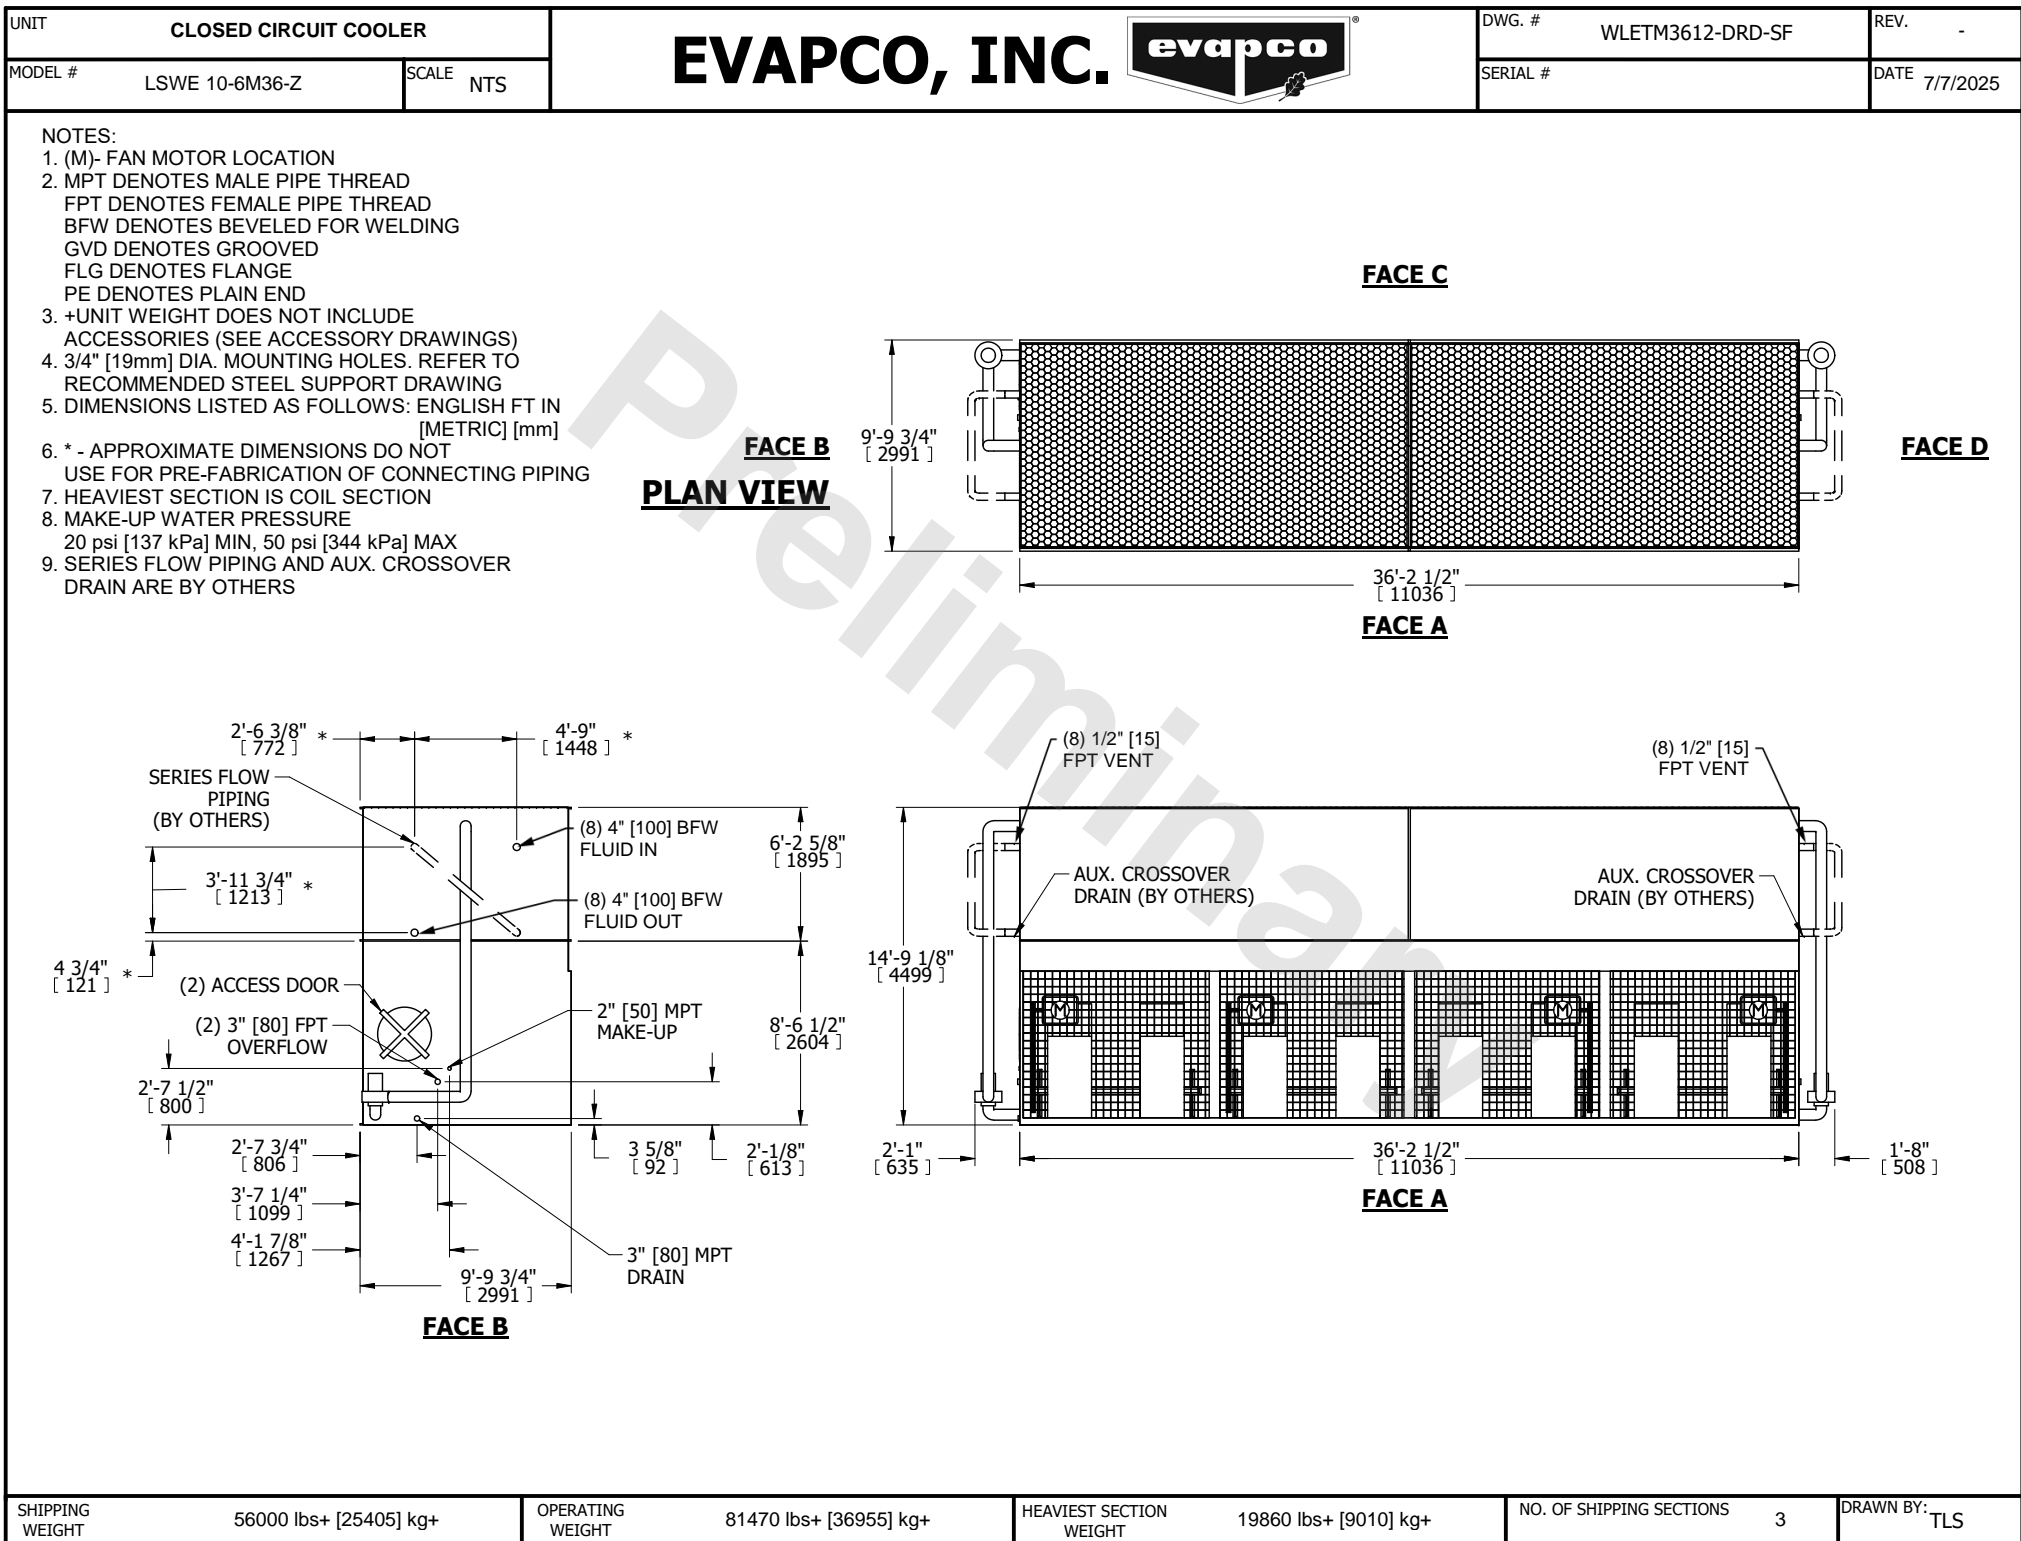 UNIT
CLOSED CIRCUIT COOLER
MODEL #
LSWE 10-6M36-Z
SCALE
NTS
EVAPCO, INC.
evapco
®
DWG. #
WLETM3612-DRD-SF
REV.
-
SERIAL #
DATE
7/7/2025
NOTES:
1. (M)- FAN MOTOR LOCATION
2. MPT DENOTES MALE PIPE THREAD
FPT DENOTES FEMALE PIPE THREAD
BFW DENOTES BEVELED FOR WELDING
GVD DENOTES GROOVED
FLG DENOTES FLANGE
PE DENOTES PLAIN END
3. +UNIT WEIGHT DOES NOT INCLUDE
ACCESSORIES (SEE ACCESSORY DRAWINGS)
4. 3/4" [19mm] DIA. MOUNTING HOLES. REFER TO
RECOMMENDED STEEL SUPPORT DRAWING
5. DIMENSIONS LISTED AS FOLLOWS: ENGLISH FT IN
[METRIC] [mm]
6. * - APPROXIMATE DIMENSIONS DO NOT
USE FOR PRE-FABRICATION OF CONNECTING PIPING
7. HEAVIEST SECTION IS COIL SECTION
8. MAKE-UP WATER PRESSURE
20 psi [137 kPa] MIN, 50 psi [344 kPa] MAX
9. SERIES FLOW PIPING AND AUX. CROSSOVER
DRAIN ARE BY OTHERS
Preliminary
FACE C
FACE B
PLAN VIEW
9'-9 3/4"
[ 2991 ]
FACE D
36'-2 1/2"
[ 11036 ]
FACE A
2'-6 3/8" *
[ 772 ]
4'-9" *
[ 1448 ]
SERIES FLOW
PIPING
(BY OTHERS)
(8) 4" [100] BFW
FLUID IN
6'-2 5/8"
[ 1895 ]
3'-11 3/4" *
[ 1213 ]
(8) 4" [100] BFW
FLUID OUT
4 3/4" *
[ 121 ]
(2) ACCESS DOOR
(2) 3" [80] FPT
OVERFLOW
2" [50] MPT
MAKE-UP
8'-6 1/2"
[ 2604 ]
2'-7 1/2"
[ 800 ]
2'-7 3/4"
[ 806 ]
3 5/8"
[ 92 ]
2'-1/8"
[ 613 ]
3'-7 1/4"
[ 1099 ]
4'-1 7/8"
[ 1267 ]
3" [80] MPT
DRAIN
9'-9 3/4"
[ 2991 ]
FACE B
(8) 1/2" [15]
FPT VENT
(8) 1/2" [15]
FPT VENT
AUX. CROSSOVER
DRAIN (BY OTHERS)
AUX. CROSSOVER
DRAIN (BY OTHERS)
14'-9 1/8"
[ 4499 ]
M
M
M
M
2'-1"
[ 635 ]
36'-2 1/2"
[ 11036 ]
1'-8"
[ 508 ]
FACE A
SHIPPING
WEIGHT
56000 lbs+ [25405] kg+
OPERATING
WEIGHT
81470 lbs+ [36955] kg+
HEAVIEST SECTION
WEIGHT
19860 lbs+ [9010] kg+
NO. OF SHIPPING SECTIONS
3
DRAWN BY:
TLS